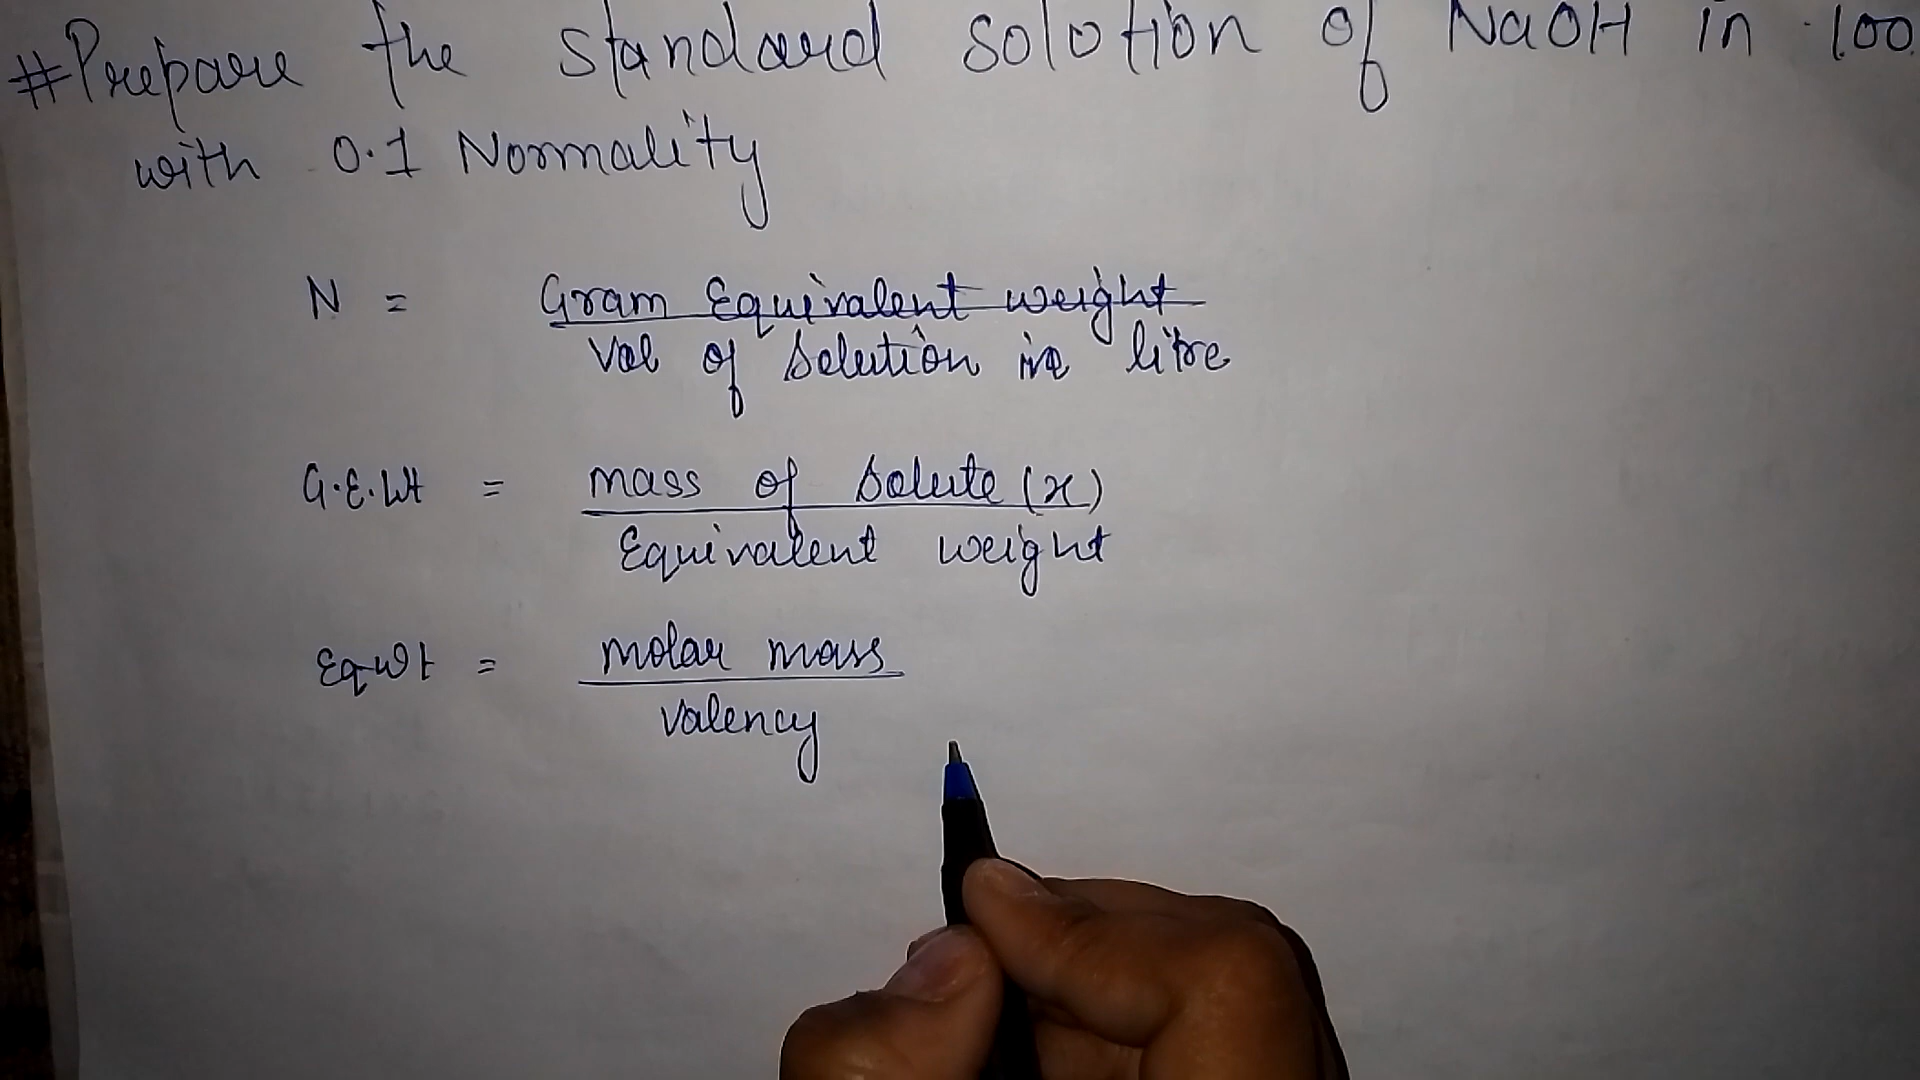 #Prepare the standard solution of NaOH in 100
with 0.1 Normality
N = Gram Equivalent weight
Vol of solution in litre
G.E.Wt = mass of solute (x)
Equivalent weight
Eq Wt = molar mass
valency